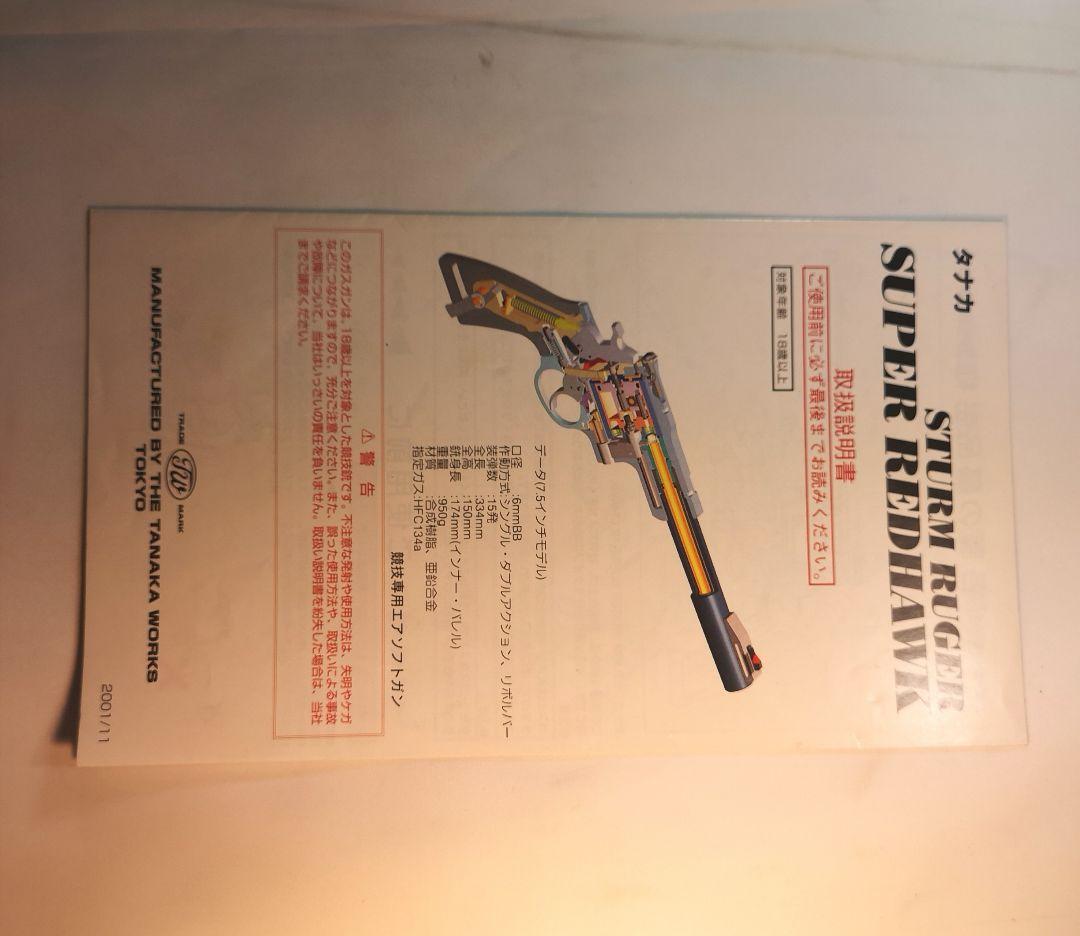 タナカ
STURM RUGER
SUPER REDHAWK
取扱説明書
ご使用前に必ず最後までお読みください。
対象年齢 18歳以上
データ(7.5インチモデル)
口径 :6mmBB
作動方式:シングル・ダブルアクション、リボルバー
装弾数 :15発
全長 :334mm
全高 :150mm
銃身長 :174mm(インナー・バレル)
重量 :950g
材質 :合成樹脂、亜鉛合金
指定ガス:HFC134a
競技専用エアソフトガン
⚠ 警告
このガスガンは、18歳以上を対象とした競技銃です。不注意な発射や使用方法は、失明やケガ
などにつながりますので、充分ご注意ください。また、誤った使用方法や、取扱いによる事故
や故障について、当社はいっさいの責任を負いません。取扱い説明書を紛失した場合は、当社
までご請求ください。
TRADE TW MARK
MANUFACTURED BY THE TANAKA WORKS
TOKYO
2001/11